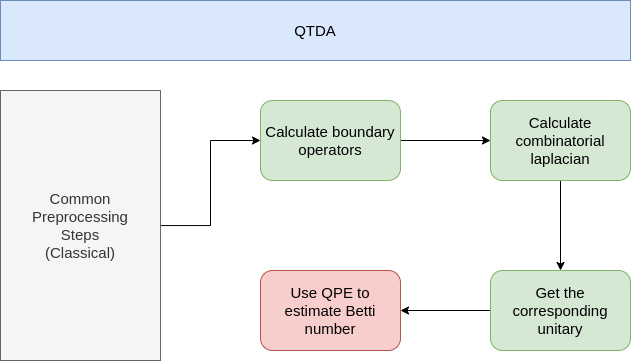 QTDA
Common
Preprocessing
Steps
(Classical)
Calculate boundary
operators
Calculate
combinatorial
laplacian
Get the
corresponding
unitary
Use QPE to
estimate Betti
number